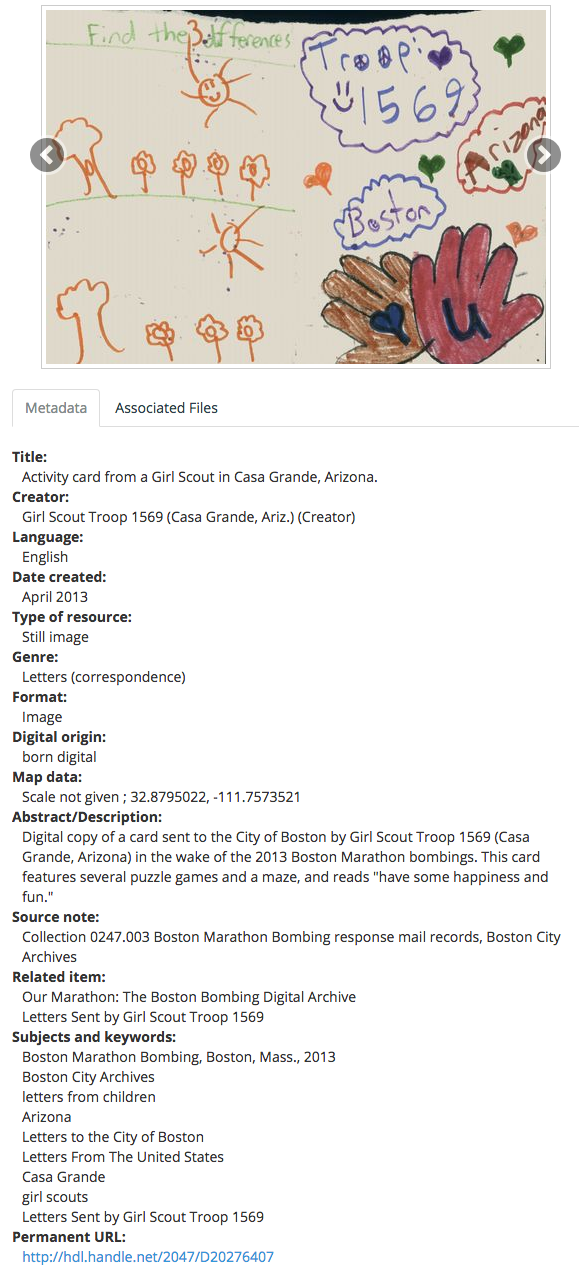 Find the 3 differences
Troop:
1569
Arizona
Boston
u
Metadata
Associated Files
Title:
Activity card from a Girl Scout in Casa Grande, Arizona.
Creator:
Girl Scout Troop 1569 (Casa Grande, Ariz.) (Creator)
Language:
English
Date created:
April 2013
Type of resource:
Still image
Genre:
Letters (correspondence)
Format:
Image
Digital origin:
born digital
Map data:
Scale not given ; 32.8795022, -111.7573521
Abstract/Description:
Digital copy of a card sent to the City of Boston by Girl Scout Troop 1569 (Casa
Grande, Arizona) in the wake of the 2013 Boston Marathon bombings. This card
features several puzzle games and a maze, and reads "have some happiness and
fun."
Source note:
Collection 0247.003 Boston Marathon Bombing response mail records, Boston City
Archives
Related item:
Our Marathon: The Boston Bombing Digital Archive
Letters Sent by Girl Scout Troop 1569
Subjects and keywords:
Boston Marathon Bombing, Boston, Mass., 2013
Boston City Archives
letters from children
Arizona
Letters to the City of Boston
Letters From The United States
Casa Grande
girl scouts
Letters Sent by Girl Scout Troop 1569
Permanent URL:
http://hdl.handle.net/2047/D20276407